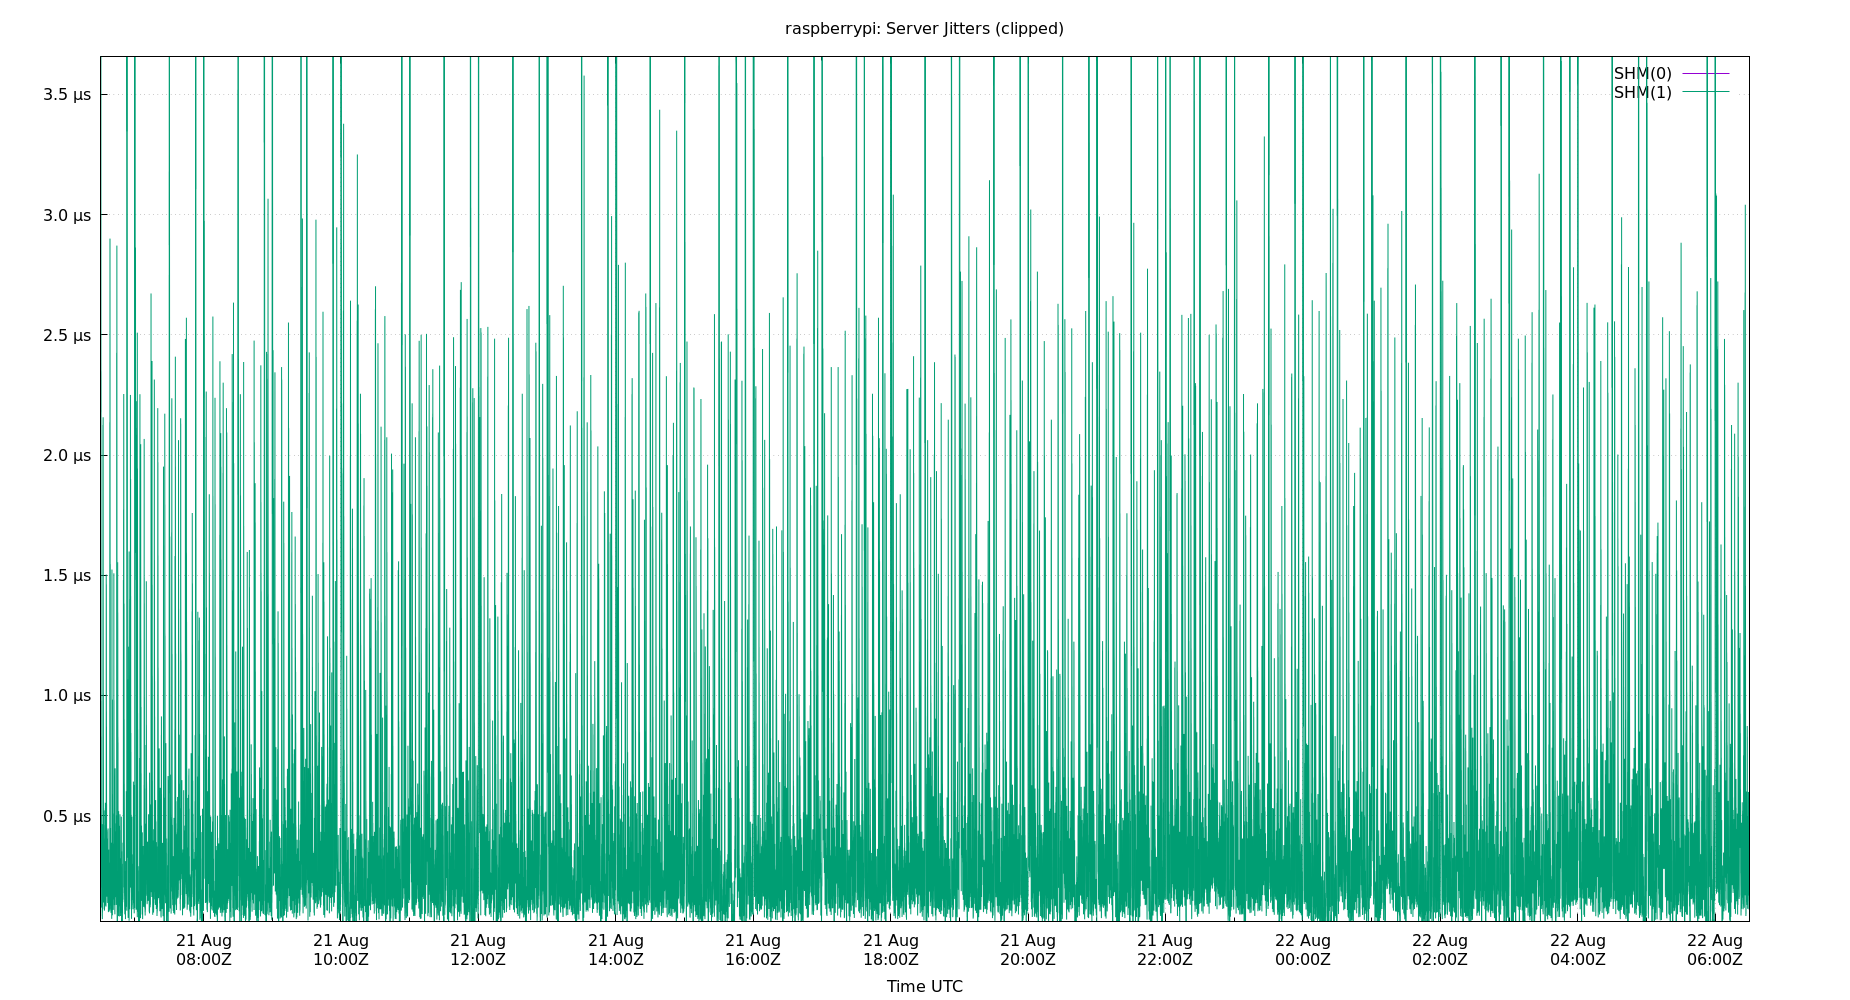 raspberrypi: Server Jitters (clipped)
SHM(0)
SHM(1)
3.5 µs
3.0 µs
2.5 µs
2.0 µs
1.5 µs
1.0 µs
0.5 µs
21 Aug 21 Aug 21 Aug 21 Aug 21 Aug 21 Aug 21 Aug 21 Aug 22 Aug 22 Aug 22 Aug 22 Aug
08:00Z 10:00Z 12:00Z 14:00Z 16:00Z 18:00Z 20:00Z 22:00Z 00:00Z 02:00Z 04:00Z 06:00Z
Time UTC